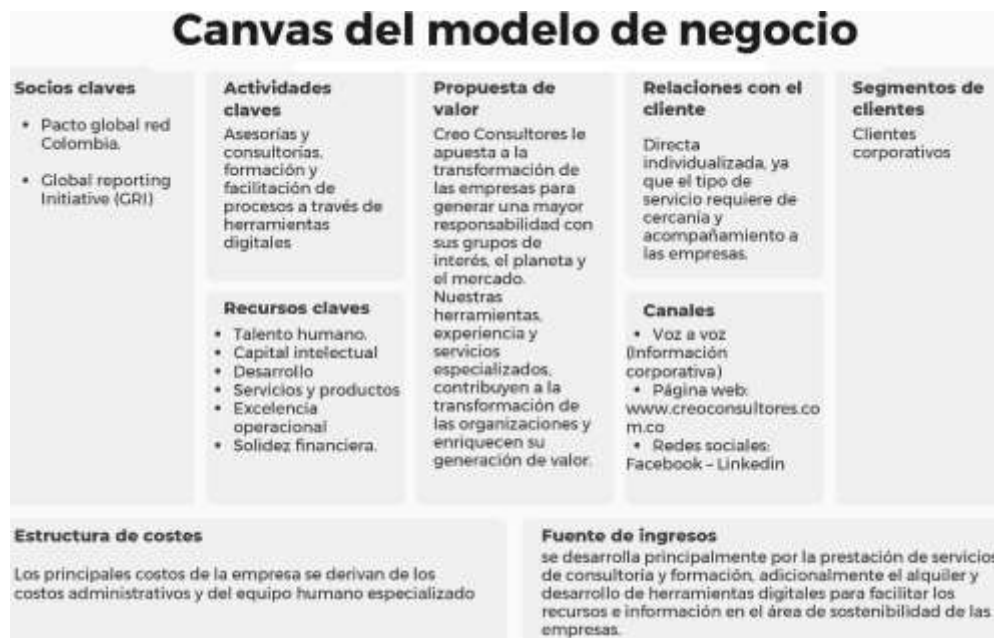 Canvas del modelo de negocio
Socios claves
• Pacto global red
Colombia.
• Global reporting
Initiative (GRI)
Actividades
claves
Asesorías y
consultorías,
formación y
facilitación de
procesos a través de
herramientas
digitales
Recursos claves
• Talento humano.
• Capital intelectual
• Desarrollo
• Servicios y productos
• Excelencia
operacional
• Solidez financiera.
Propuesta de
valor
Creo Consultores le
apuesta a la
transformación de
las empresas para
generar una mayor
responsabilidad con
sus grupos de
interés, el planeta y
el mercado.
Nuestras
herramientas,
experiencia y
servicios
especializados,
contribuyen a la
transformación de
las organizaciones y
enriquecen su
generación de valor.
Relaciones con el
cliente
Directa
individualizada, ya
que el tipo de
servicio requiere de
cercanía y
acompañamiento a
las empresas.
Canales
• Voz a voz
(Información
corporativa)
• Página web:
www.creoconsultores.co
m.co
• Redes sociales:
Facebook – Linkedin
Segmentos de
clientes
Clientes
corporativos
Estructura de costes
Los principales costos de la empresa se derivan de los
costos administrativos y del equipo humano especializado
Fuente de ingresos
se desarrolla principalmente por la prestación de servicios
de consultoría y formación, adicionalmente el alquiler y
desarrollo de herramientas digitales para facilitar los
recursos e información en el área de sostenibilidad de las
empresas.